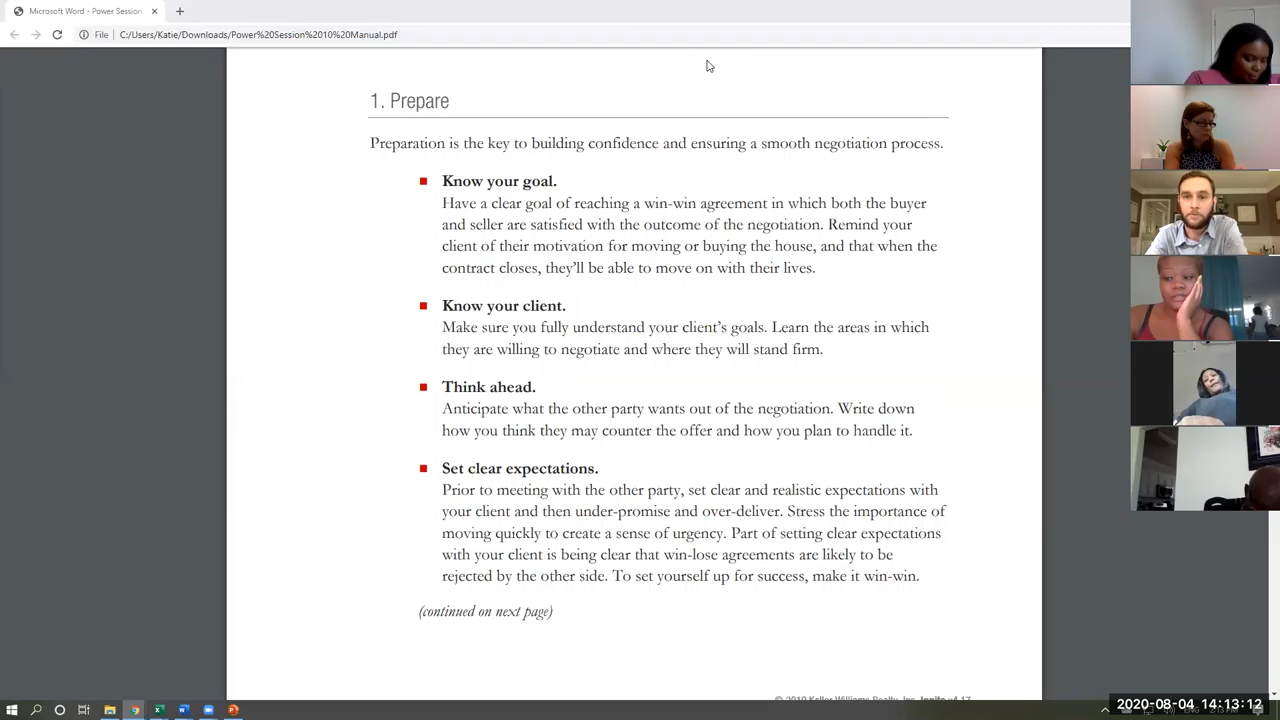 Microsoft Word - Power Session
File | C:/Users/Katie/Downloads/Power%20Session%2010%20Manual.pdf
1. Prepare
Preparation is the key to building confidence and ensuring a smooth negotiation process.
Know your goal.
Have a clear goal of reaching a win-win agreement in which both the buyer
and seller are satisfied with the outcome of the negotiation. Remind your
client of their motivation for moving or buying the house, and that when the
contract closes, they'll be able to move on with their lives.
Know your client.
Make sure you fully understand your client's goals. Learn the areas in which
they are willing to negotiate and where they will stand firm.
Think ahead.
Anticipate what the other party wants out of the negotiation. Write down
how you think they may counter the offer and how you plan to handle it.
Set clear expectations.
Prior to meeting with the other party, set clear and realistic expectations with
your client and then under-promise and over-deliver. Stress the importance of
moving quickly to create a sense of urgency. Part of setting clear expectations
with your client is being clear that win-lose agreements are likely to be
rejected by the other side. To set yourself up for success, make it win-win.
(continued on next page)
2020-08-04 14:13:12